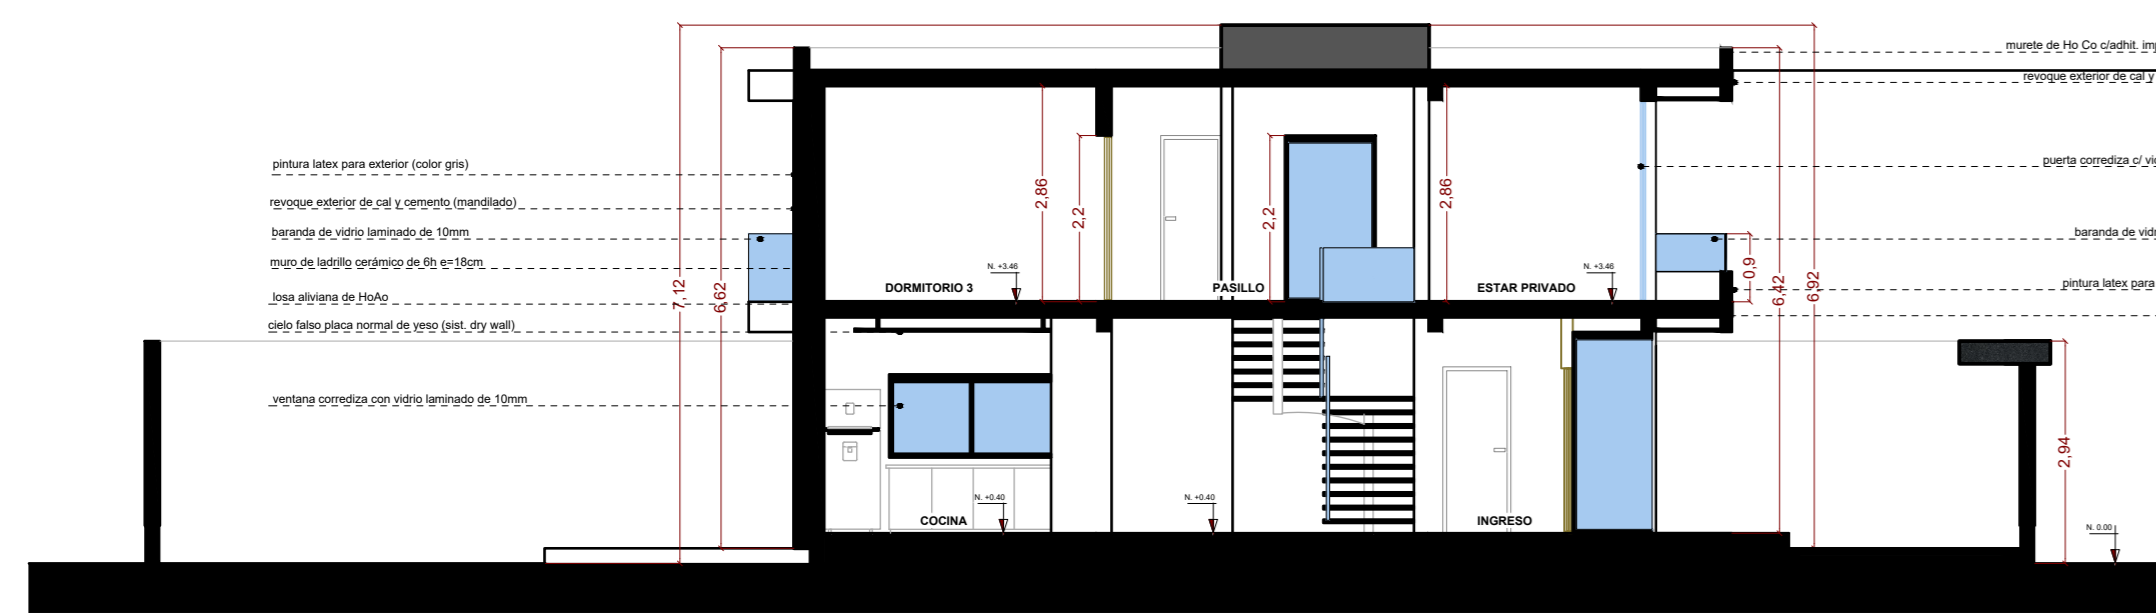 murete de Ho Co c/adhit. imp
revoque exterior de cal y
pintura latex para exterior (color gris)
puerta corrediza c/ vid
revoque exterior de cal y cemento (mandilado)
baranda de vidrio laminado de 10mm
baranda de vidr
muro de ladrillo cerámico de 6h e=18cm
pintura latex para
losa aliviana de HoAo
cielo falso placa normal de yeso (sist. dry wall)
ventana corrediza con vidrio laminado de 10mm
7,12
6,62
2,86
2,2
2,2
2,86
0,9
6,42
6,92
2,94
N. +3.46
N. +3.46
DORMITORIO 3
PASILLO
ESTAR PRIVADO
N. +0.40
N. +0.40
COCINA
INGRESO
N. 0.00